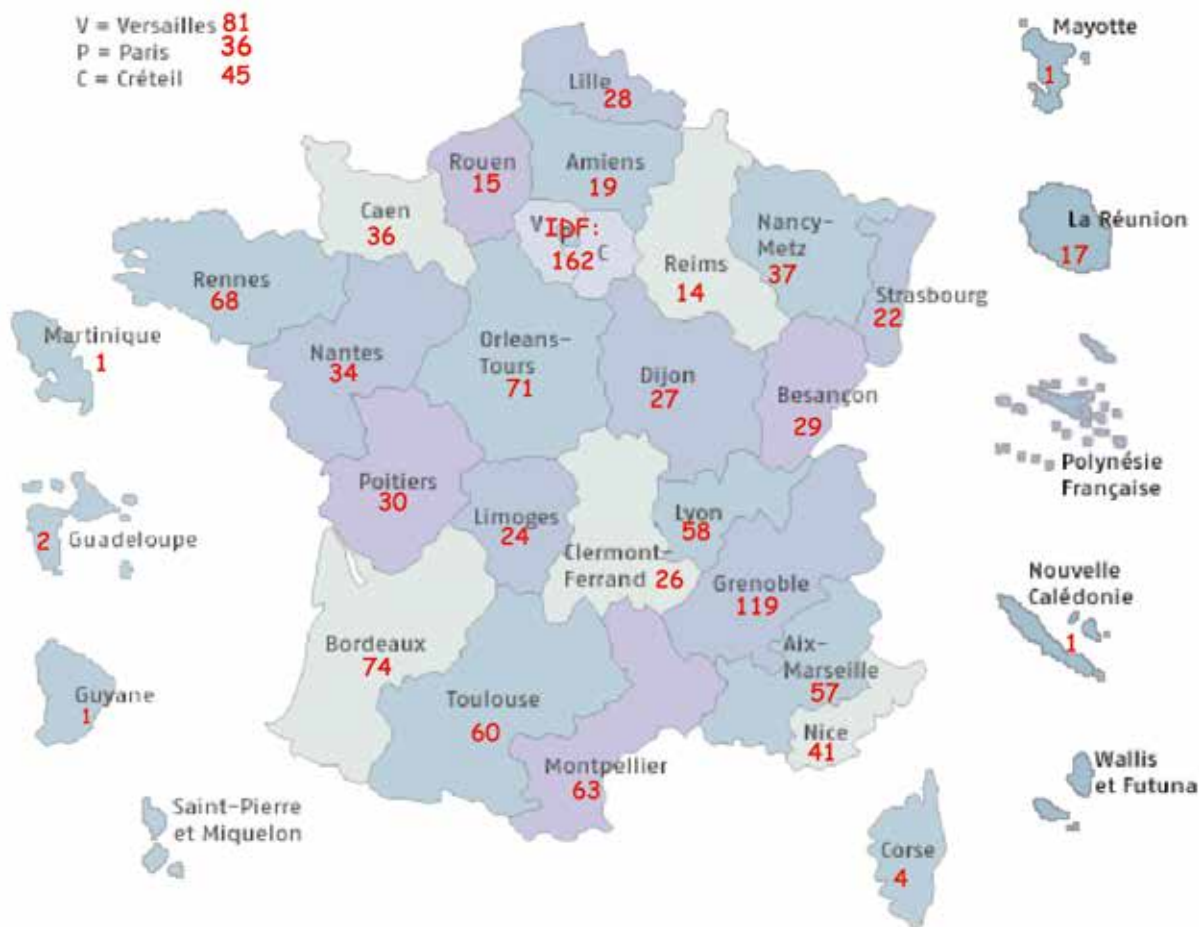 V = Versailles 81
P = Paris 36
C = Créteil 45
Mayotte
1
Lille
28
Rouen
15
Amiens
19
Caen
36
V IDF:
P
162 C
Reims
14
Nancy-
Metz
37
La Réunion
17
Rennes
68
Strasbourg
22
Martinique
1
Nantes
34
Orleans-
Tours
71
Dijon
27
Besançon
29
Polynésie
Française
Poitiers
30
Limoges
24
Lyon
58
2 Guadeloupe
Clermont-
Ferrand 26
Grenoble
119
Nouvelle
Calédonie
1
Bordeaux
74
Aix-
Marseille
57
Guyane
1
Toulouse
60
Nice
41
Montpellier
63
Wallis
et Futuna
Saint-Pierre
et Miquelon
Corse
4